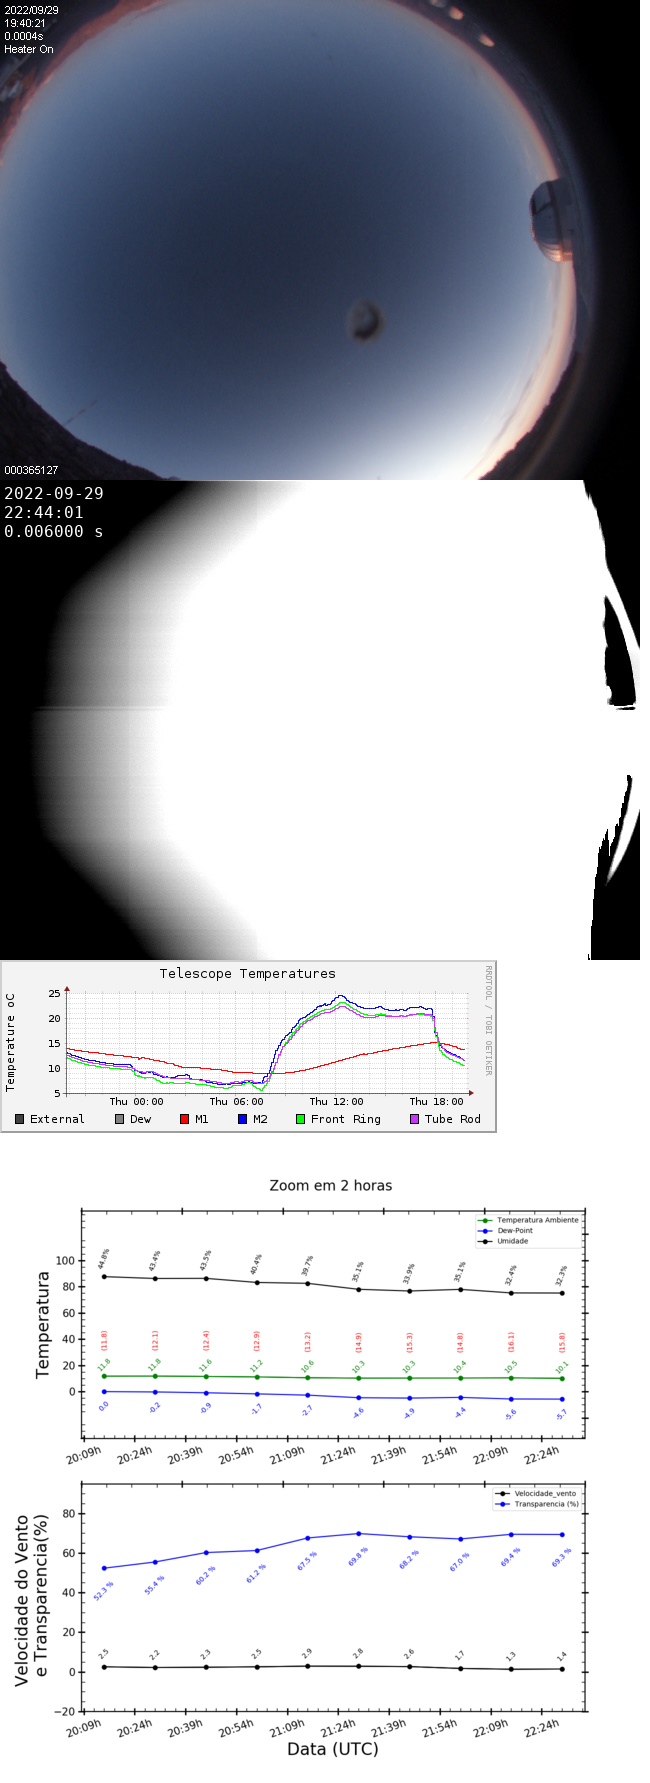 2022/09/29
19:40:21
0.0004s
Heater On
000365127
2022-09-29
22:44:01
0.006000 s
Telescope Temperatures
RRDTOOL / TOBI OETIKER
Temperature oC
25
20
15
10
5
Thu 00:00 Thu 06:00 Thu 12:00 Thu 18:00
External Dew M1 M2 Front Ring Tube Rod
Zoom em 2 horas
Temperatura Ambiente
Dew-Point
Umidade
Temperatura
100
80
60
40
20
0
44.8% 43.4% 43.5% 40.4% 39.7% 35.1% 33.9% 35.1% 32.4% 32.3%
(11.8) (12.1) (12.4) (12.9) (13.2) (14.9) (15.3) (14.8) (16.1) (15.8)
11.8 11.8 11.6 11.2 10.6 10.3 10.3 10.4 10.5 10.1
0.0 -0.2 -0.9 -1.7 -2.7 -4.6 -4.9 -4.4 -5.6 -5.7
20:09h 20:24h 20:39h 20:54h 21:09h 21:24h 21:39h 21:54h 22:09h 22:24h
Velocidade_vento
Transparencia (%)
Velocidade do Vento
e Transparencia(%)
80
60
40
20
0
−20
52.3 % 55.4 % 60.2 % 61.2 % 67.5 % 69.8 % 68.2 % 67.0 % 69.4 % 69.3 %
2.5 2.2 2.3 2.5 2.9 2.8 2.6 1.7 1.3 1.4
20:09h 20:24h 20:39h 20:54h 21:09h 21:24h 21:39h 21:54h 22:09h 22:24h
Data (UTC)